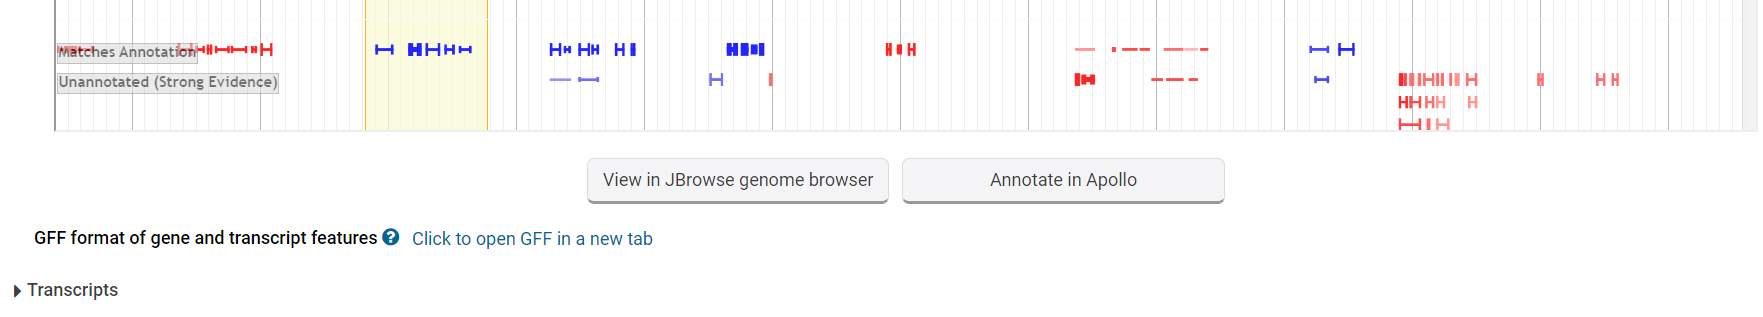 Matches Annotation
Unannotated (Strong Evidence)
View in JBrowse genome browser
Annotate in Apollo
GFF format of gene and transcript features ? Click to open GFF in a new tab
Transcripts